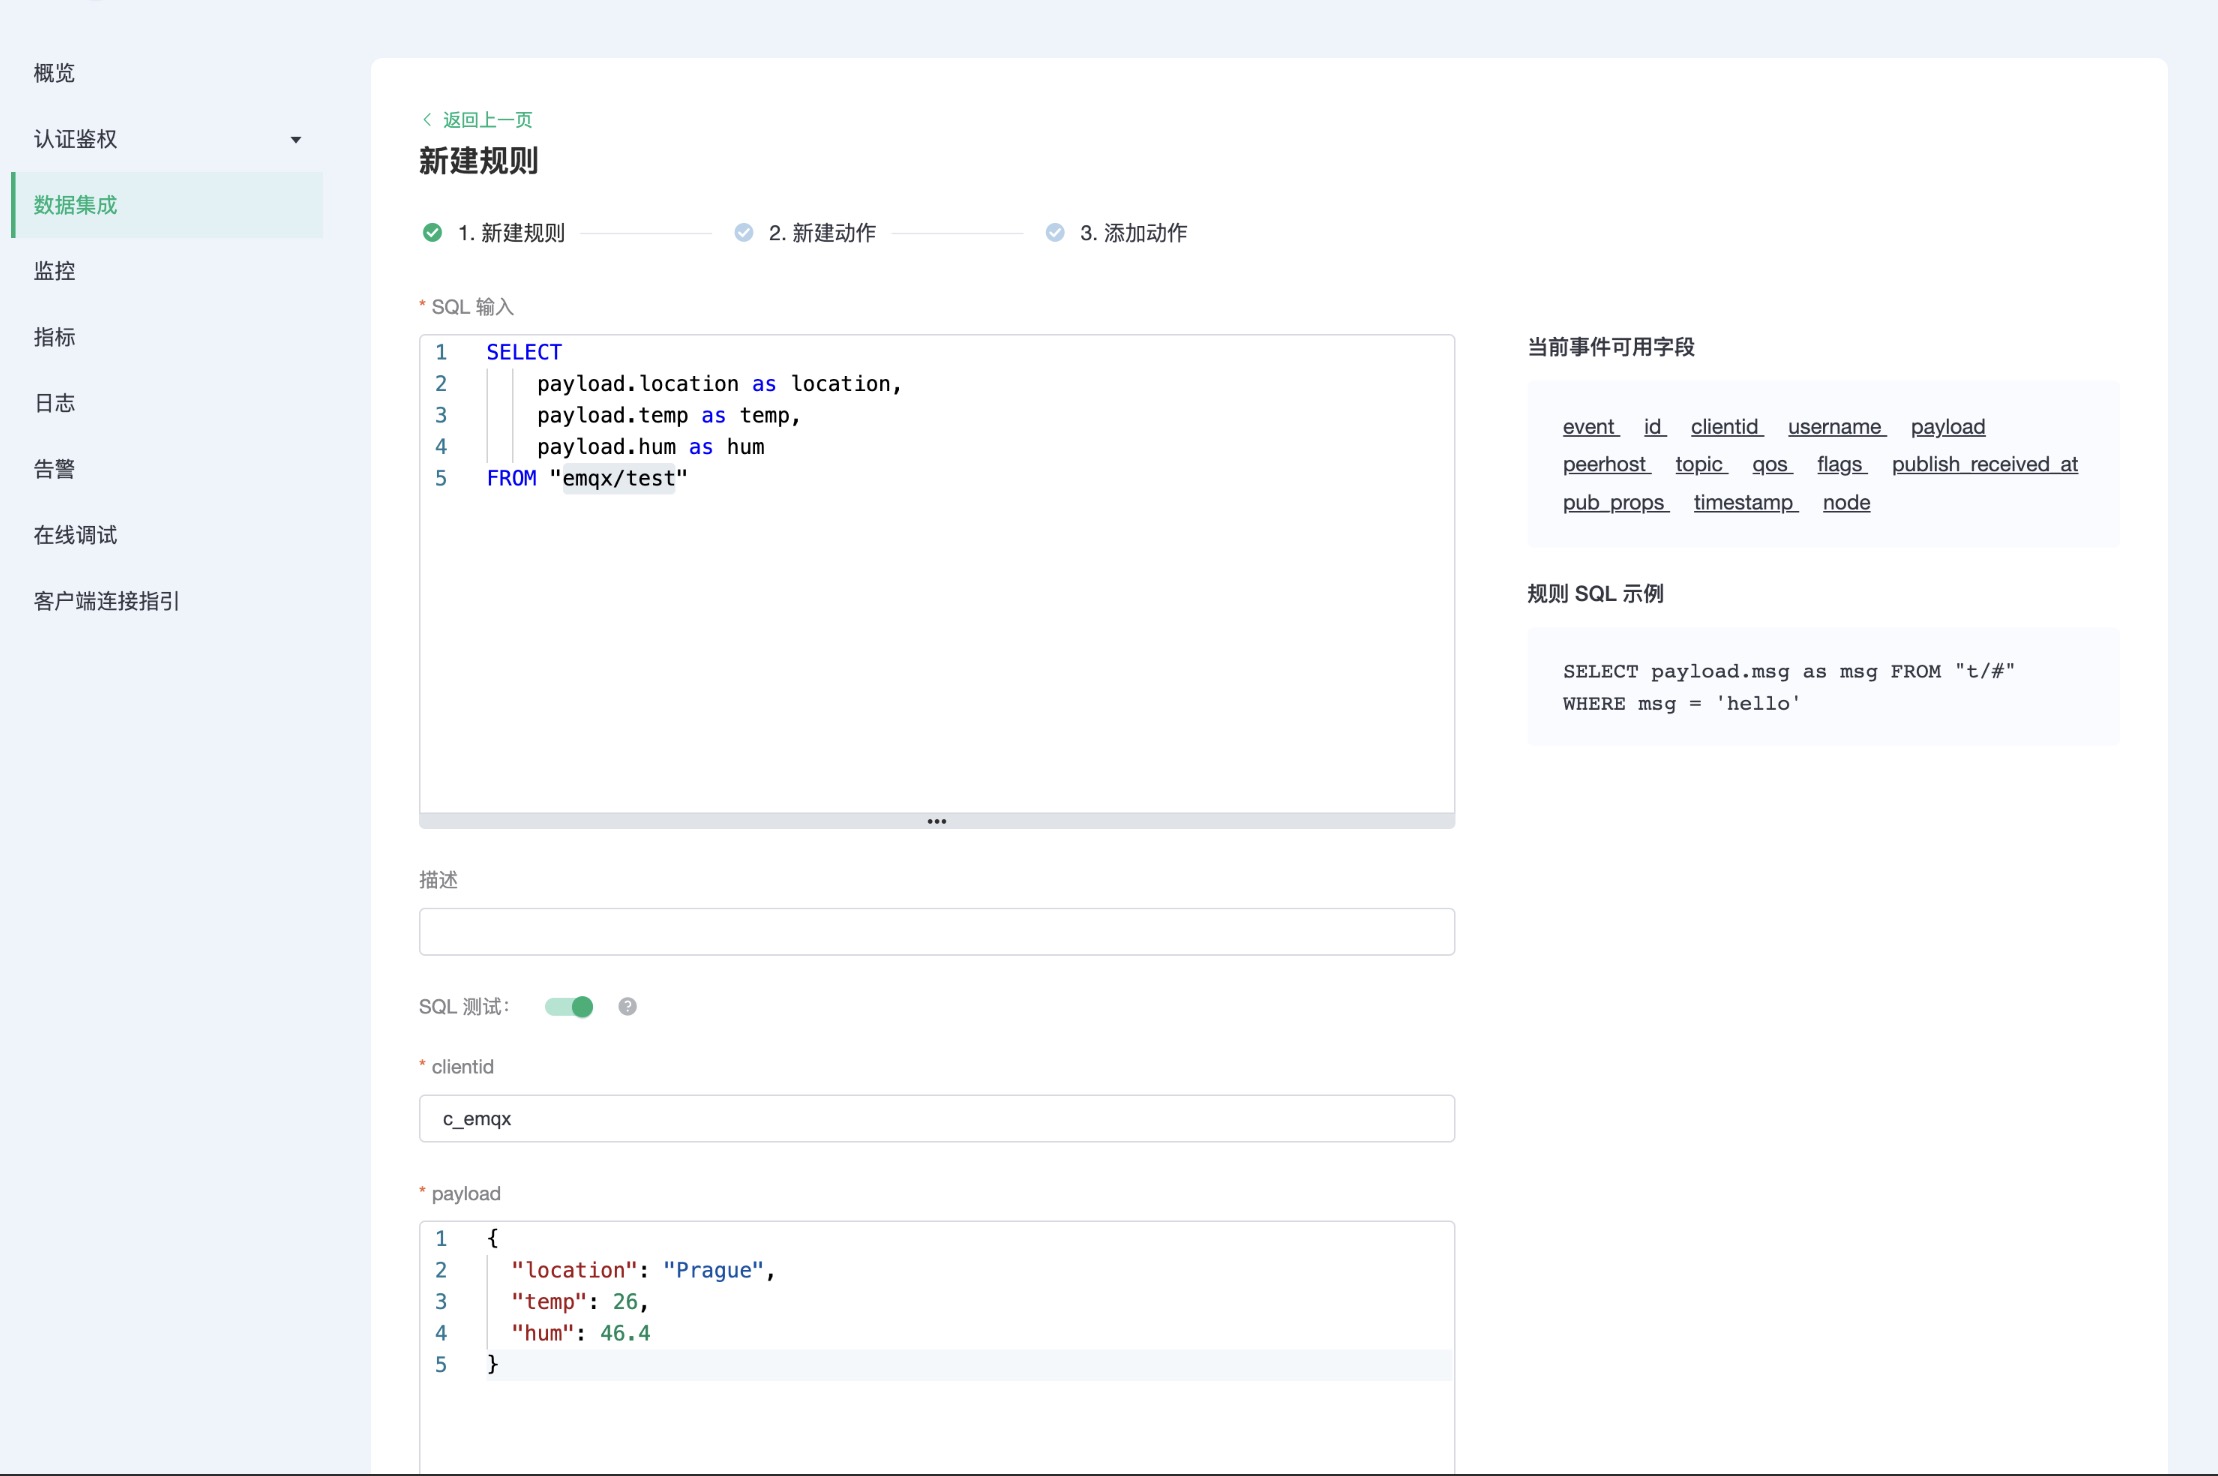 概览
认证鉴权
数据集成
监控
指标
日志
告警
在线调试
客户端连接指引
返回上一页
新建规则
1. 新建规则
2. 新建动作
3. 添加动作
* SQL 输入
1 SELECT
2 payload.location as location,
3 payload.temp as temp,
4 payload.hum as hum
5 FROM "emqx/test"
当前事件可用字段
event id clientid username payload
peerhost topic qos flags publish_received_at
pub_props timestamp node
规则 SQL 示例
SELECT payload.msg as msg FROM "t/#"
WHERE msg = 'hello'
描述
SQL 测试:
* clientid
c_emqx
* payload
1 {
2 "location": "Prague",
3 "temp": 26,
4 "hum": 46.4
5 }